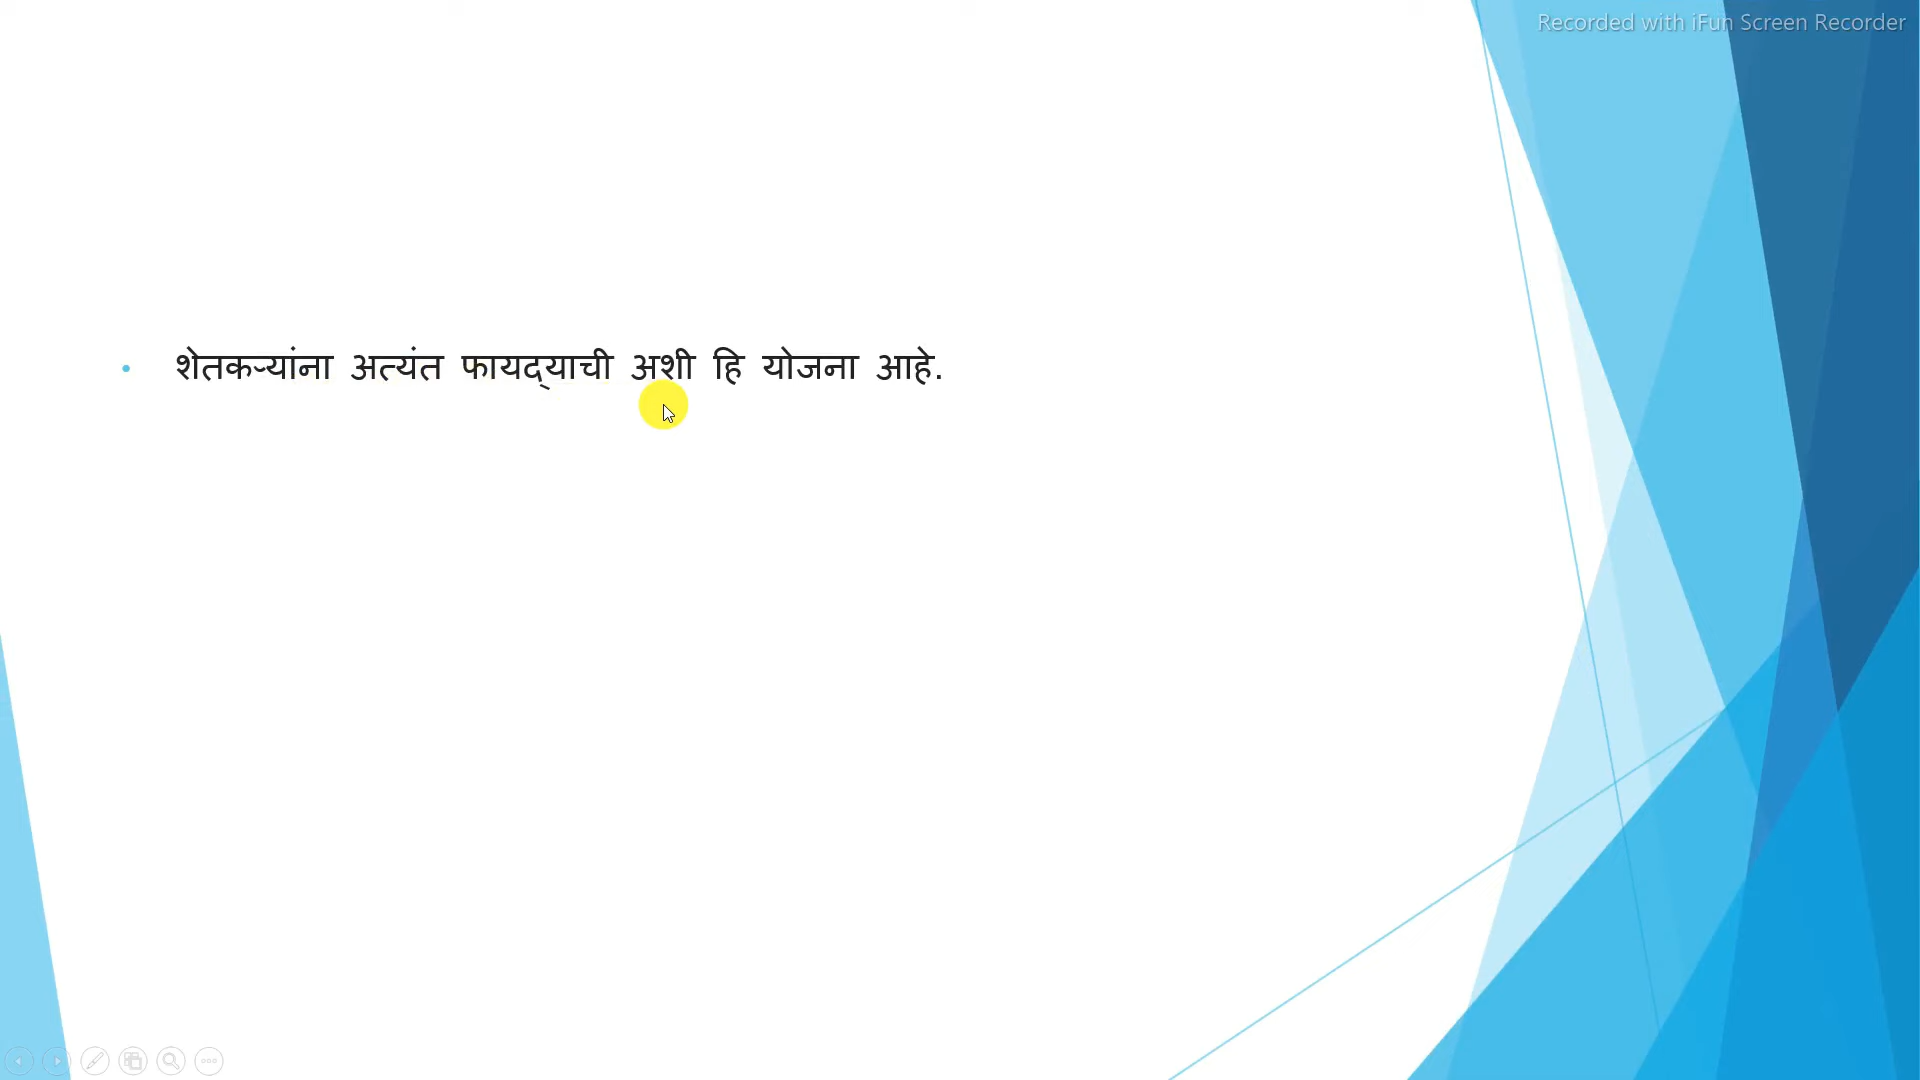 Recorded with iFun Screen Recorder
• शेतकऱ्यांना अत्यंत फायद्याची अशी हि योजना आहे.